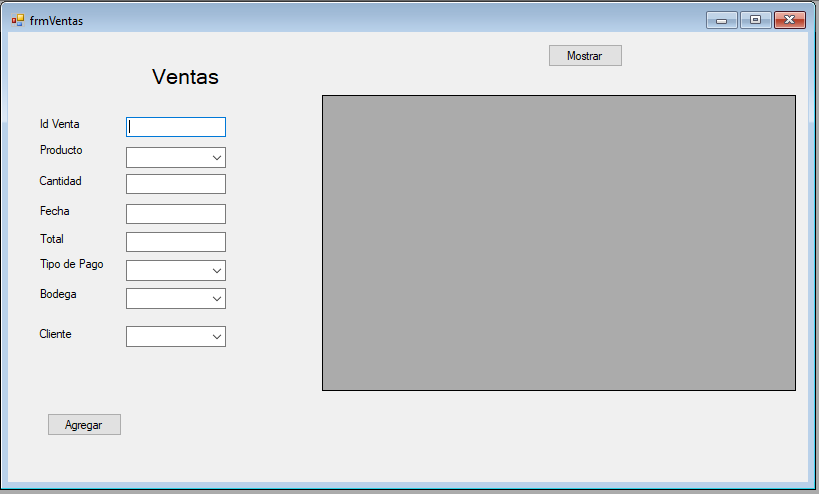 frmVentas
Mostrar
Ventas
Id Venta
Producto
Cantidad
Fecha
Total
Tipo de Pago
Bodega
Cliente
Agregar